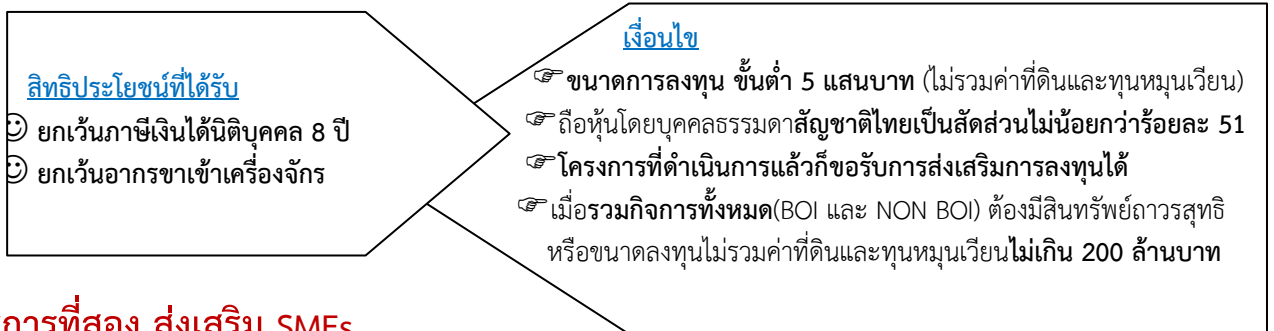 สิทธิประโยชน์ที่ได้รับ
☺ ยกเว้นภาษีเงินได้นิติบุคคล 8 ปี
☺ ยกเว้นอากรขาเข้าเครื่องจักร
เงื่อนไข
☞ ขนาดการลงทุน ขั้นต่ำ 5 แสนบาท (ไม่รวมค่าที่ดินและทุนหมุนเวียน)
☞ ถือหุ้นโดยบุคคลธรรมดาสัญชาติไทยเป็นสัดส่วนไม่น้อยกว่าร้อยละ 51
☞ โครงการที่ดำเนินการแล้วก็ขอรับการส่งเสริมการลงทุนได้
☞ เมื่อรวมกิจการทั้งหมด(BOI และ NON BOI) ต้องมีสินทรัพย์ถาวรสุทธิ
หรือขนาดลงทุนไม่รวมค่าที่ดินและทุนหมุนเวียนไม่เกิน 200 ล้านบาท
การที่สอง ส่งเสริม SMEs